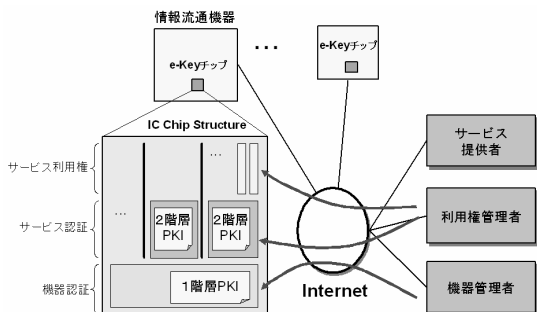 情報流通機器
e-Keyチップ
...
e-Keyチップ
IC Chip Structure
サービス利用権
サービス認証
機器認証
...
...
2階層
PKI
2階層
PKI
1階層PKI
Internet
サービス
提供者
利用権管理者
機器管理者